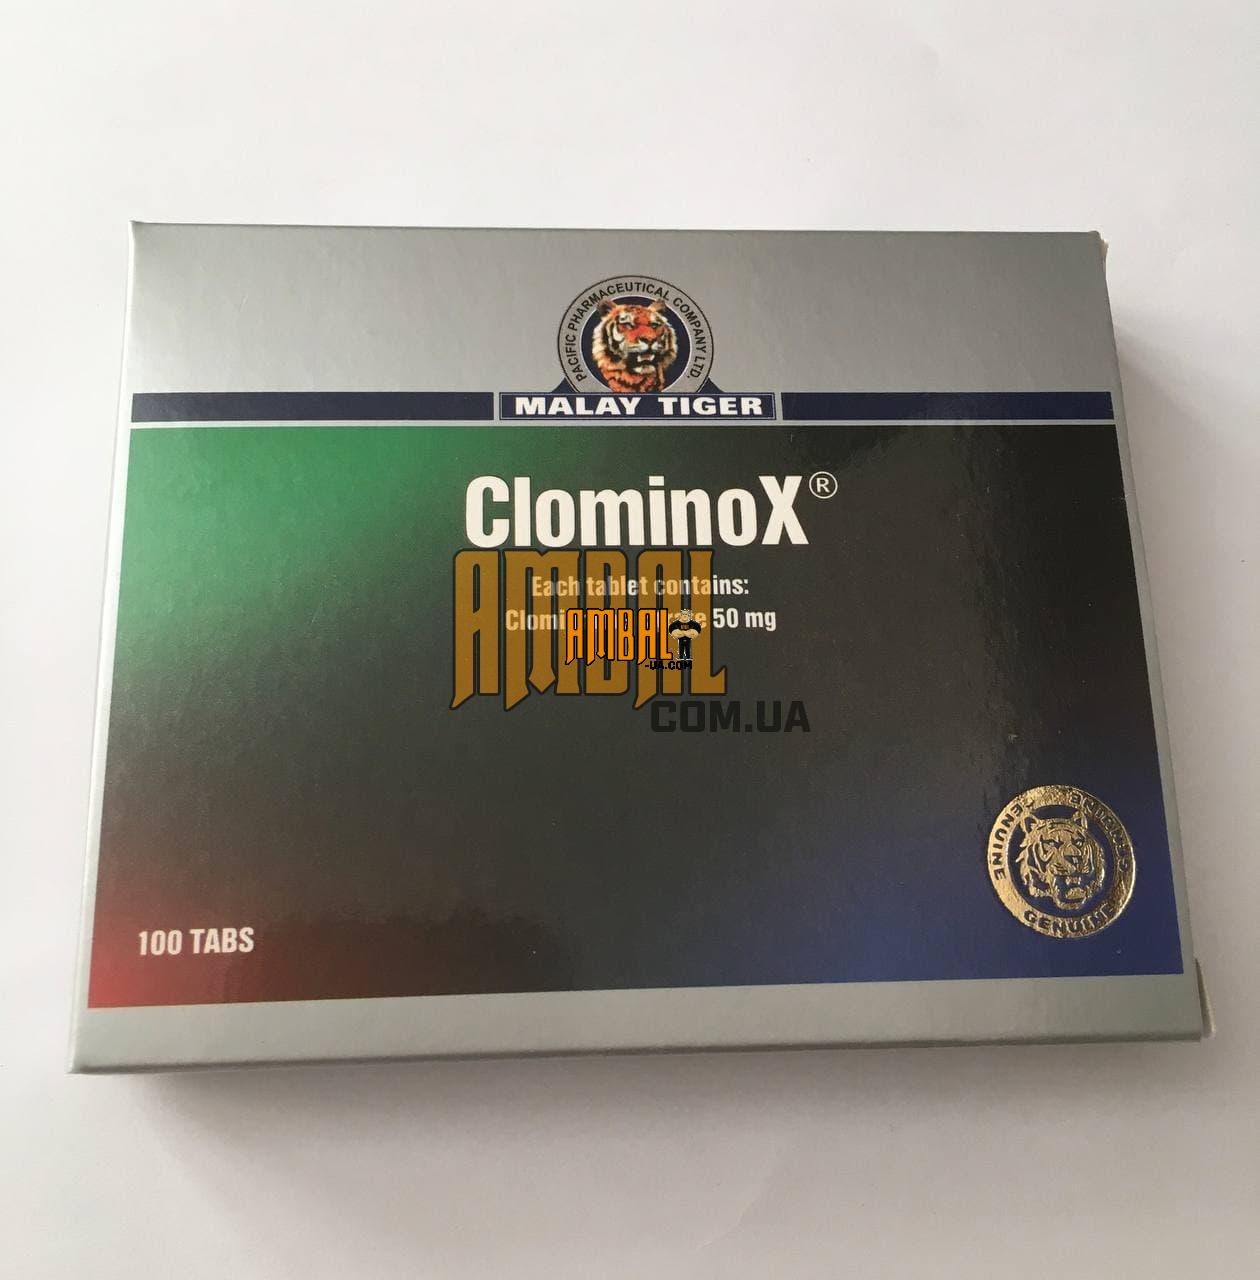 PACIFIC PHARMACEUTICAL COMPANY LTD.
MALAY TIGER
ClominoX®
Each tablet contains:
50 mg
AMBAL
COM.UA
AMBAL
-UA.COM
100 TABS
GENUINE GENUINE GENUINE